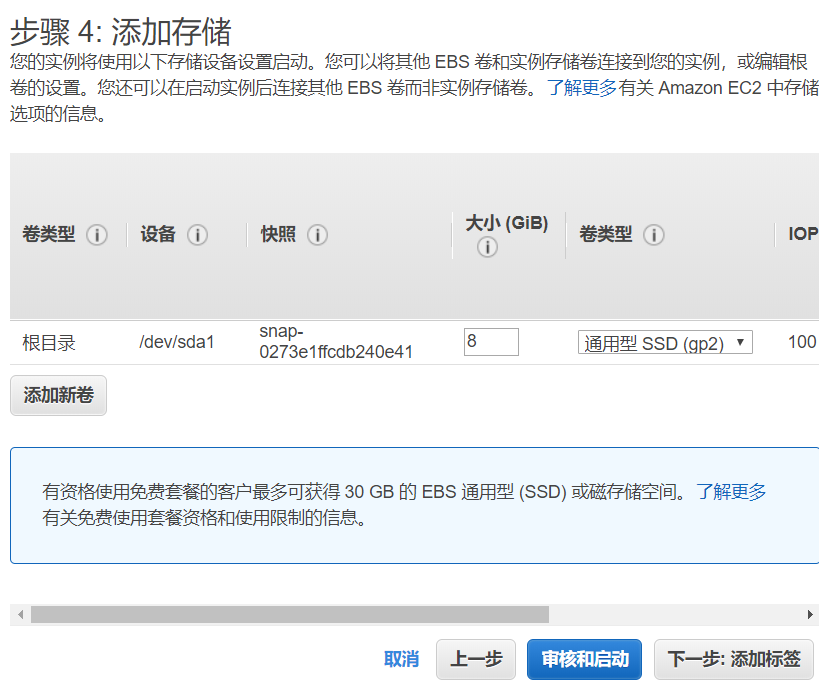 步骤 4: 添加存储
您的实例将使用以下存储设备设置启动。您可以将其他 EBS 卷和实例存储卷连接到您的实例，或编辑根
卷的设置。您还可以在启动实例后连接其他 EBS 卷而非实例存储卷。 了解更多有关 Amazon EC2 中存储
选项的信息。
卷类型 设备 快照 大小 (GiB) 卷类型 IOP
根目录 /dev/sda1 snap- 8 通用型 SSD (gp2) 100
0273e1ffcdb240e41
添加新卷
有资格使用免费套餐的客户最多可获得 30 GB 的 EBS 通用型 (SSD) 或磁存储空间。 了解更多
有关免费使用套餐资格和使用限制的信息。
取消 上一步 审核和启动 下一步: 添加标签